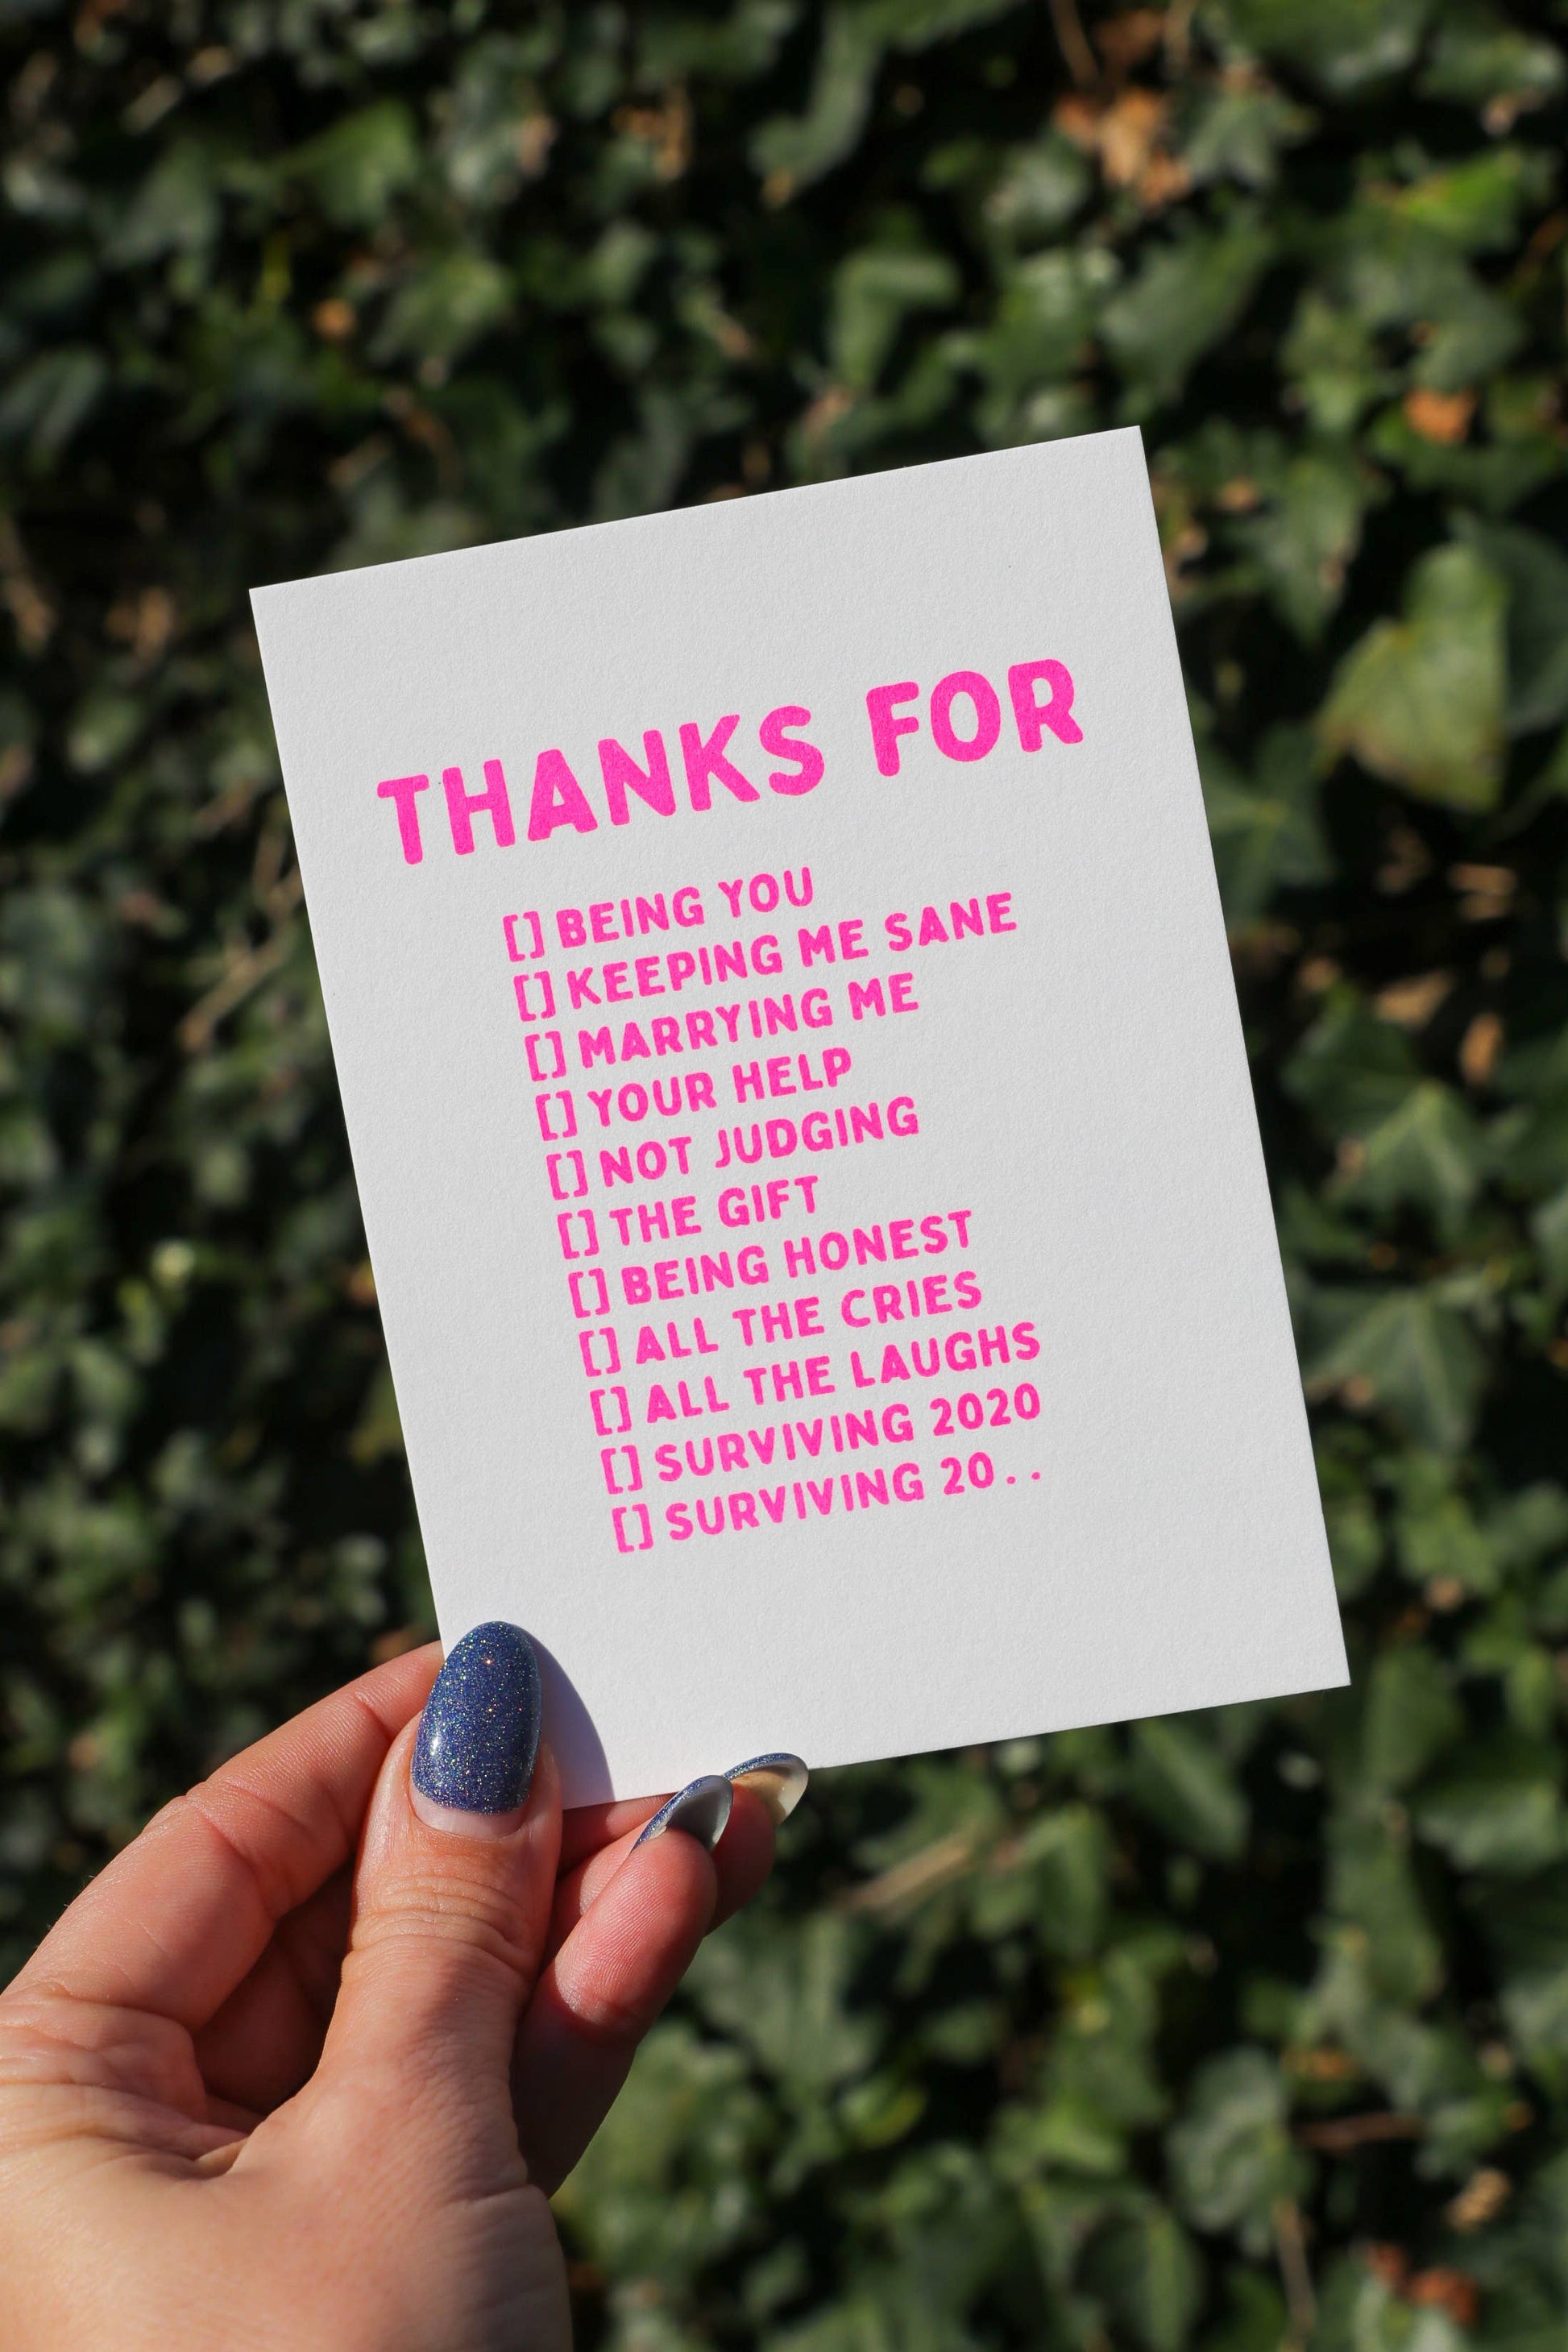 THANKS FOR
[] BEING YOU
[] KEEPING ME SANE
[] MARRYING ME
[] YOUR HELP
[] NOT JUDGING
[] THE GIFT
[] BEING HONEST
[] ALL THE CRIES
[] ALL THE LAUGHS
[] SURVIVING 2020
[] SURVIVING 20..